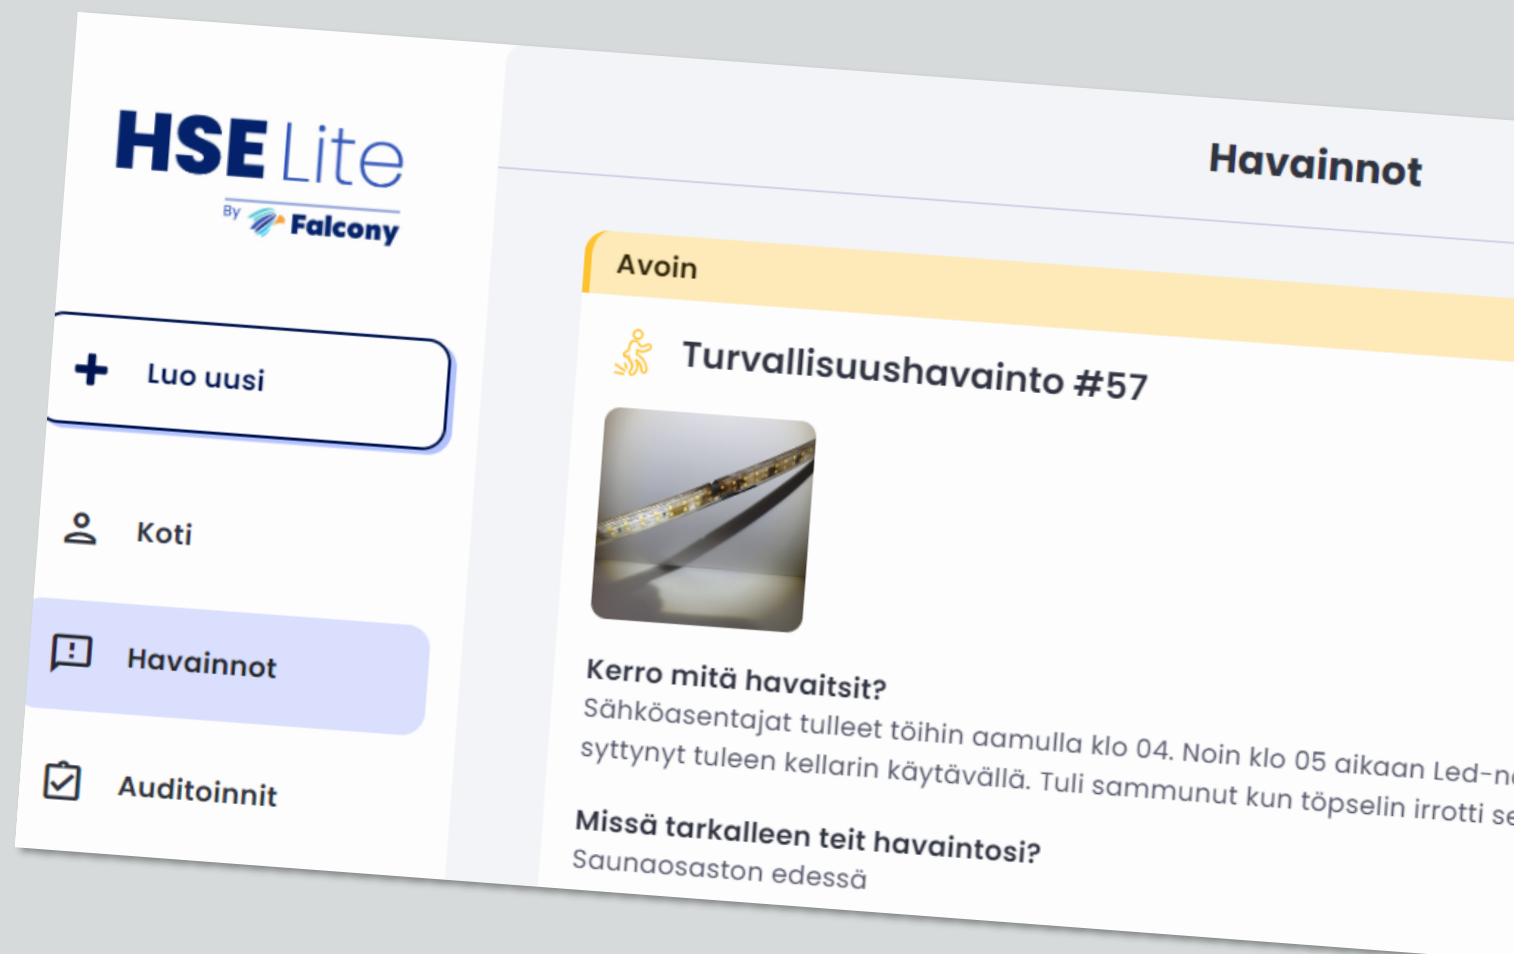 HSE Lite
By Falcony
Luo uusi
Koti
Havainnot
Auditoinnit
Havainnot
Avoin
Turvallisuushavainto #57
Kerro mitä havaitsit?
Sähköasentajat tulleet töihin aamulla klo 04. Noin klo 05 aikaan
syttynyt tuleen kellarin käytävällä. Tuli sammunut kun töpselin irrotti
Missä tarkalleen teit havaintosi?
Saunaosaston edessä